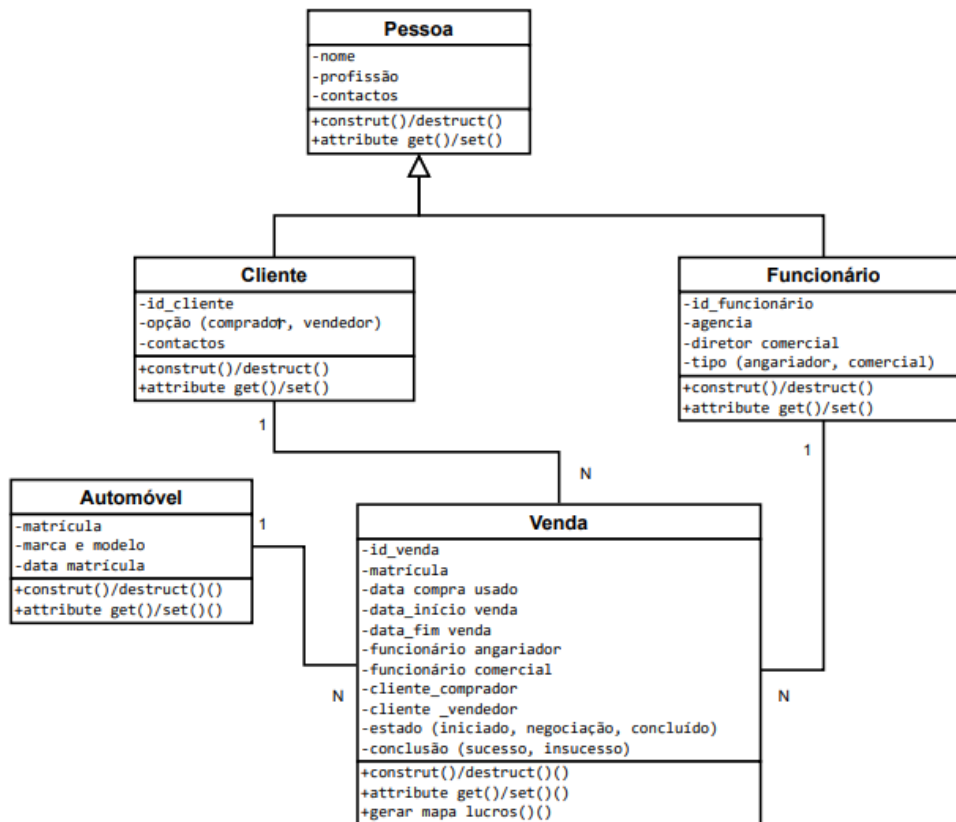 Pessoa
-nome
-profissão
-contactos
+construt()/destruct()
+attribute get()/set()
Cliente
-id_cliente
-opção (comprador, vendedor)
-contactos
+construt()/destruct()
+attribute get()/set()
Funcionário
-id_funcionário
-agencia
-diretor comercial
-tipo (angariador, comercial)
+construt()/destruct()
+attribute get()/set()
1
N
1
Automóvel
-matrícula
-marca e modelo
-data matrícula
+construt()/destruct()()
+attribute get()/set()()
1
N
N
Venda
-id_venda
-matrícula
-data compra usado
-data_início venda
-data_fim venda
-funcionário angariador
-funcionário comercial
-cliente_comprador
-cliente _vendedor
-estado (iniciado, negociação, concluído)
-conclusão (sucesso, insucesso)
+construt()/destruct()()
+attribute get()/set()()
+gerar mapa lucros()()